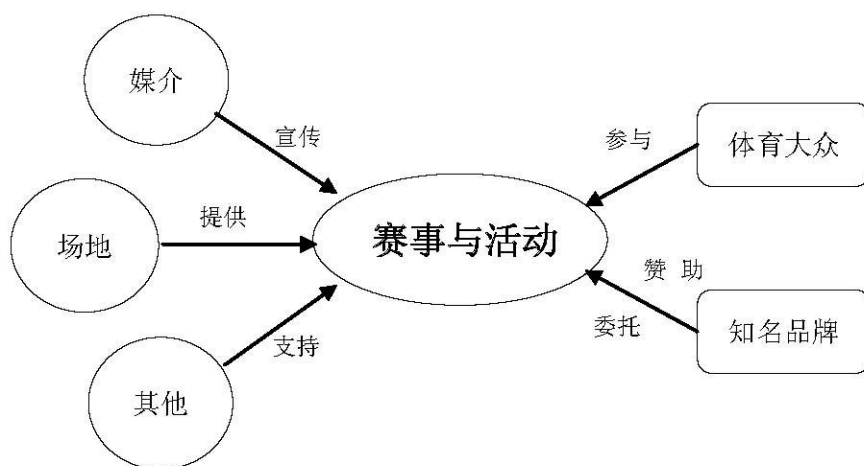 媒介
宣传
参与
体育大众
提供
场地
赛事与活动
赞 助
委托
知名品牌
支持
其他